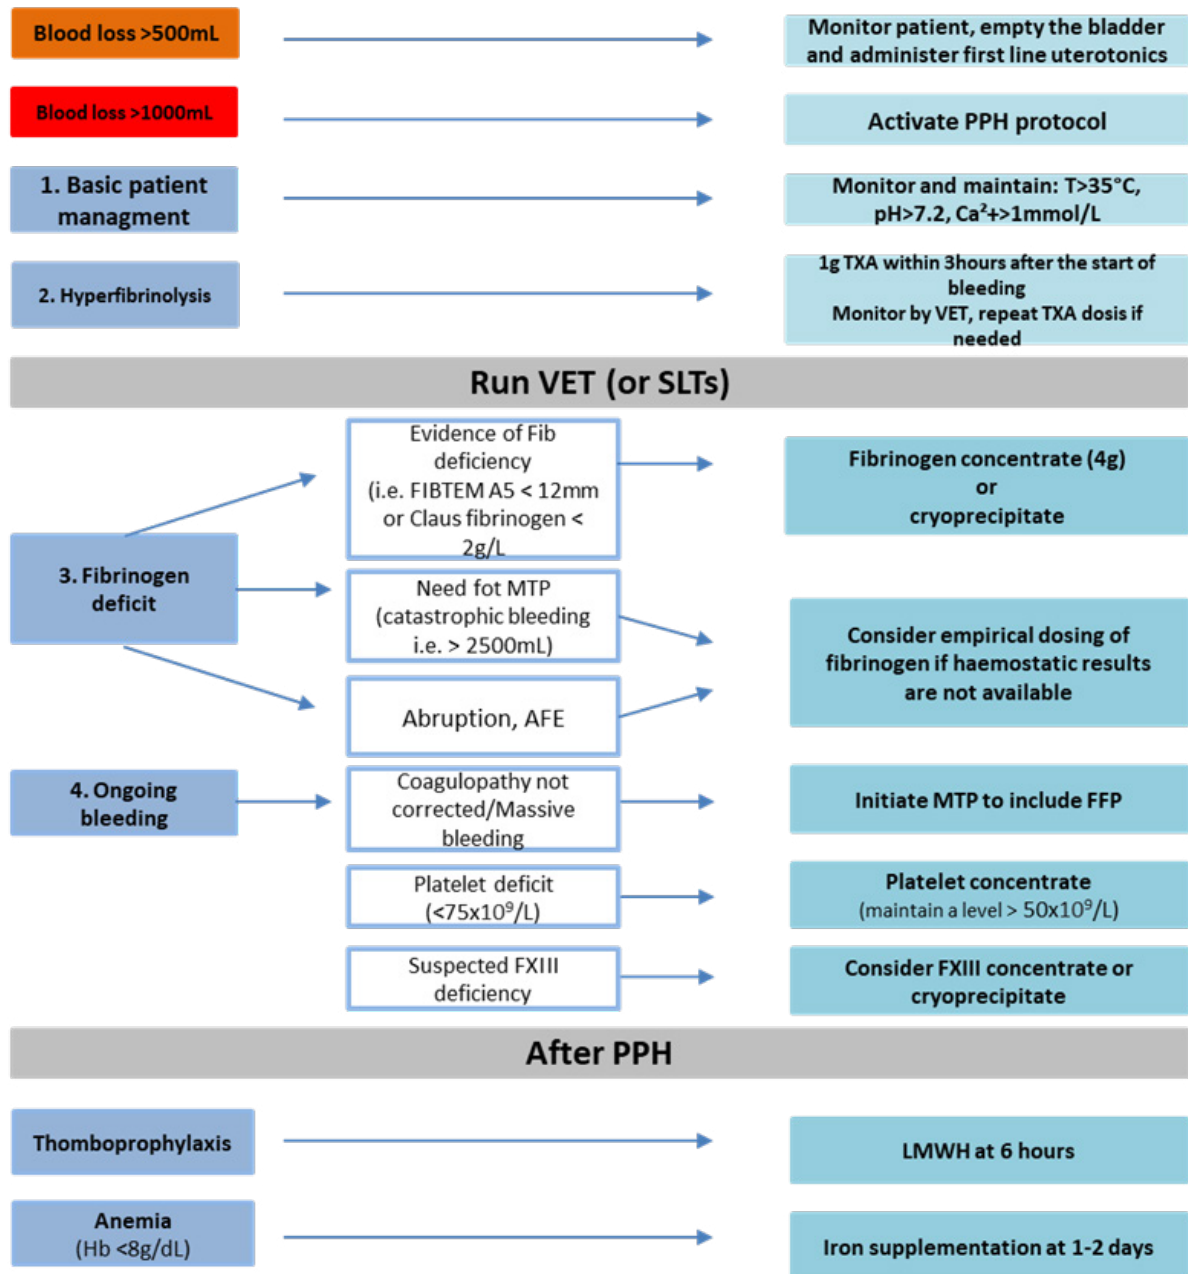 Blood loss >500mL
Monitor patient, empty the bladder
and administer first line uterotonics
Blood loss >1000mL
Activate PPH protocol
1. Basic patient
managment
Monitor and maintain: T>35°C,
pH>7.2, Ca²+>1mmol/L
2. Hyperfibrinolysis
1g TXA within 3hours after the start of
bleeding
Monitor by VET, repeat TXA dosis if
needed
Run VET (or SLTs)
3. Fibrinogen
deficit
Evidence of Fib
deficiency
(i.e. FIBTEM A5 < 12mm
or Claus fibrinogen <
2g/L
Fibrinogen concentrate (4g)
or
cryoprecipitate
Need fot MTP
(catastrophic bleeding
i.e. > 2500mL)
Abruption, AFE
Consider empirical dosing of
fibrinogen if haemostatic results
are not available
4. Ongoing
bleeding
Coagulopathy not
corrected/Massive
bleeding
Initiate MTP to include FFP
Platelet deficit
(<75x10⁹/L)
Platelet concentrate
(maintain a level > 50x10⁹/L)
Suspected FXIII
deficiency
Consider FXIII concentrate or
cryoprecipitate
After PPH
Thomboprophylaxis
LMWH at 6 hours
Anemia
(Hb <8g/dL)
Iron supplementation at 1-2 days